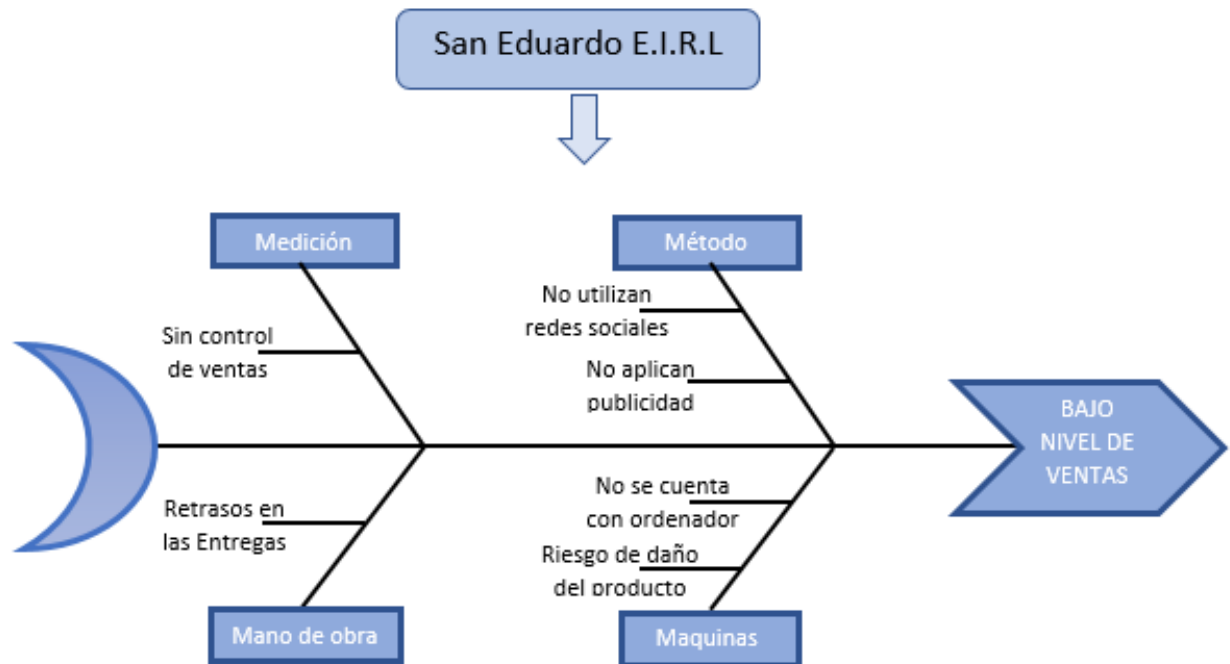 San Eduardo E.I.R.L
Medición
Método
Sin control
de ventas
No utilizan
redes sociales
No aplican
publicidad
BAJO
NIVEL DE
VENTAS
Retrasos en
las Entregas
No se cuenta
con ordenador
Riesgo de daño
del producto
Mano de obra
Maquinas